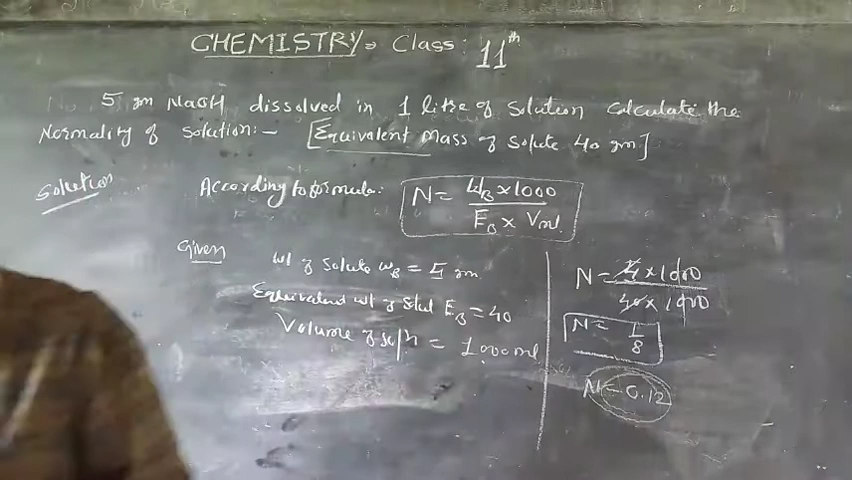 CHEMISTRY → Class: 11th
5 gm NaOH dissolved in 1 litre of solution calculate the
Normality of solution:- [Equivalent mass of solute 40 gm]
Solution
According to formula: N = WB × 1000 / EB × Vml.
Given
wt of solute WB = 5 gm
Equivalent wt of solut EB = 40
Volume of sol/n = 1000 ml
N = 5 × 1000 / 40 × 1000
N = 1/8
N = 0.12